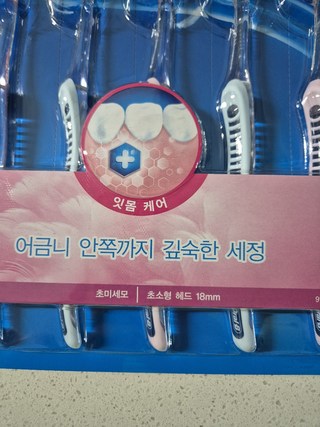 잇몸 케어
어금니 안쪽까지 깊숙한 세정
초미세모 | 초소형 헤드 18mm